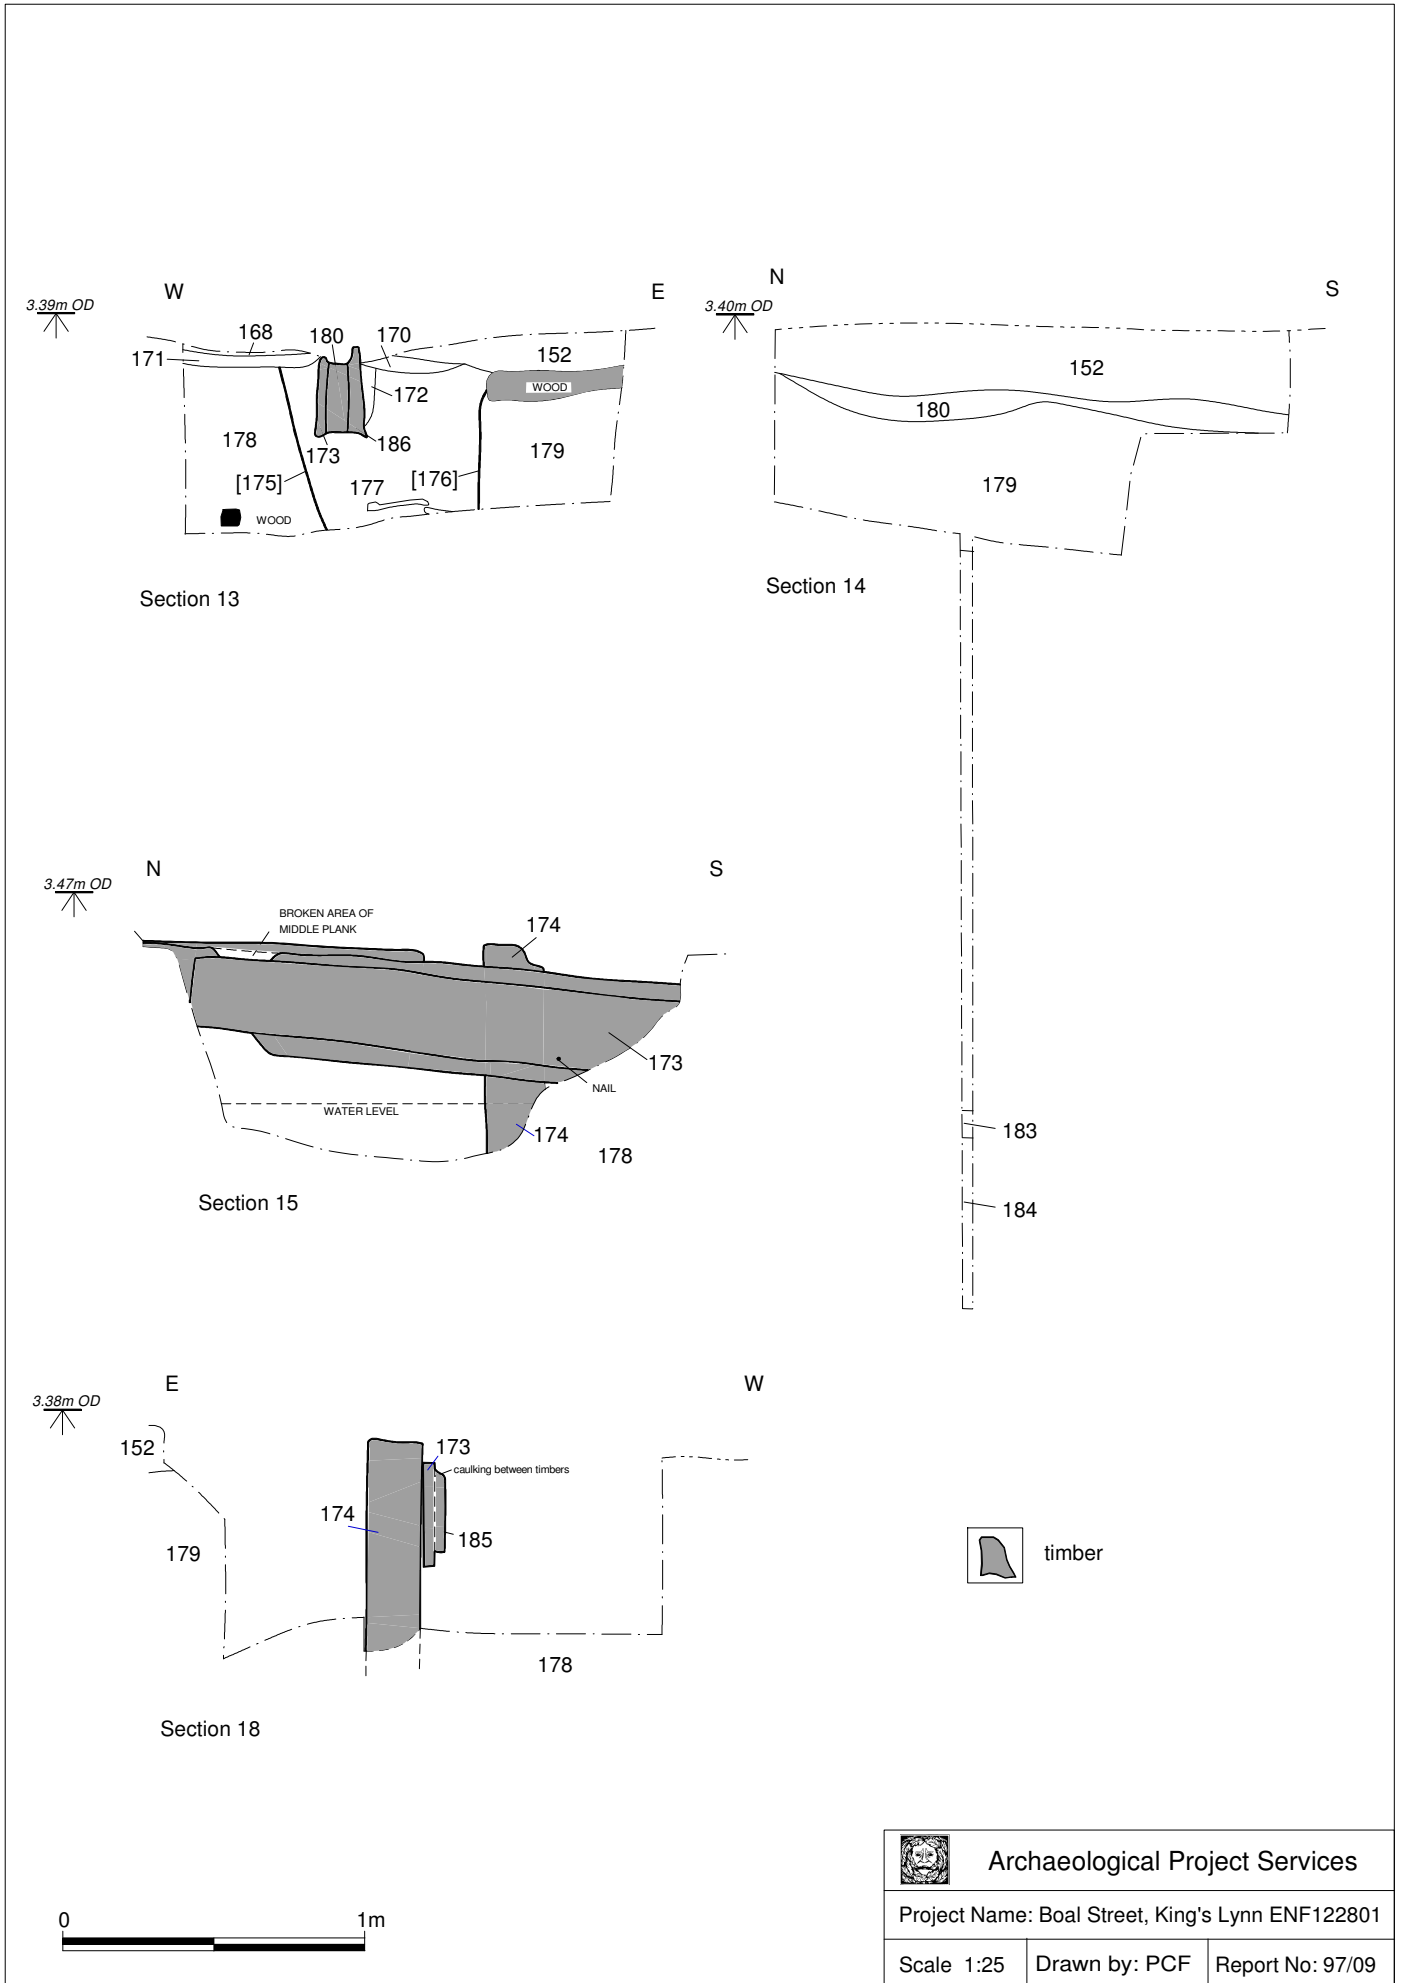 W
E
3.39m OD
168
180
170
171
152
WOOD
172
178
173
186
179
[175]
177
[176]
WOOD
Section 13
N
S
3.40m OD
152
180
179
183
184
Section 14
N
S
3.47m OD
BROKEN AREA OF
MIDDLE PLANK
174
173
NAIL
WATER LEVEL
174
178
Section 15
E
W
3.38m OD
152
173
caulking between timbers
174
185
179
178
Section 18
timber
0
1m
Archaeological Project Services
Project Name: Boal Street, King's Lynn ENF122801
Scale 1:25
Drawn by: PCF
Report No: 97/09